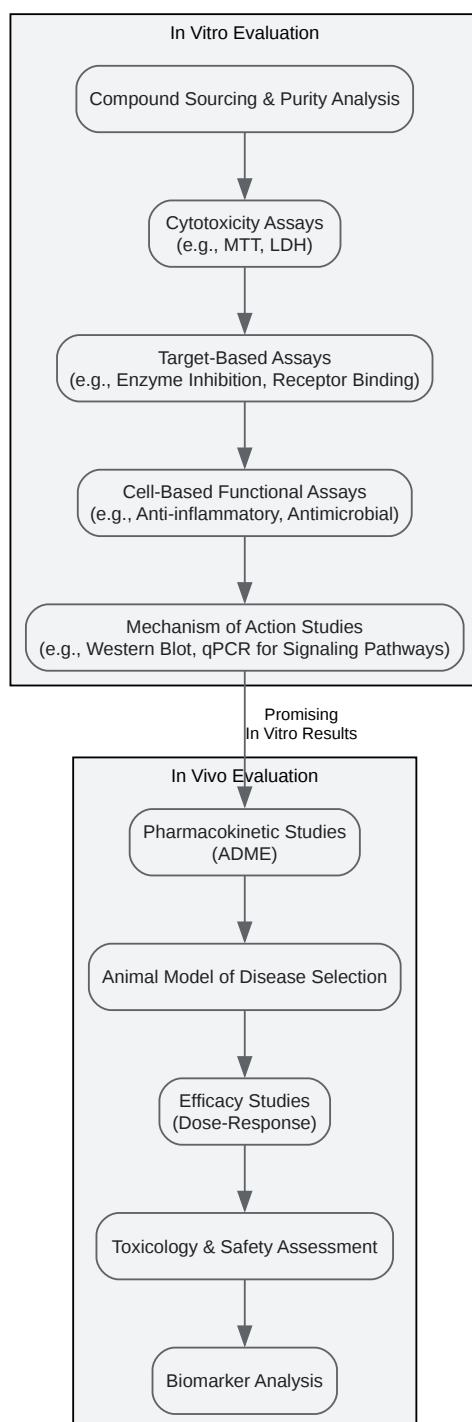 In Vitro Evaluation
Compound Sourcing & Purity Analysis
Cytotoxicity Assays
(e.g., MTT, LDH)
Target-Based Assays
(e.g., Enzyme Inhibition, Receptor Binding)
Cell-Based Functional Assays
(e.g., Anti-inflammatory, Antimicrobial)
Mechanism of Action Studies
(e.g., Western Blot, qPCR for Signaling Pathways)
Promising
In Vitro Results
In Vivo Evaluation
Pharmacokinetic Studies
(ADME)
Animal Model of Disease Selection
Efficacy Studies
(Dose-Response)
Toxicology & Safety Assessment
Biomarker Analysis